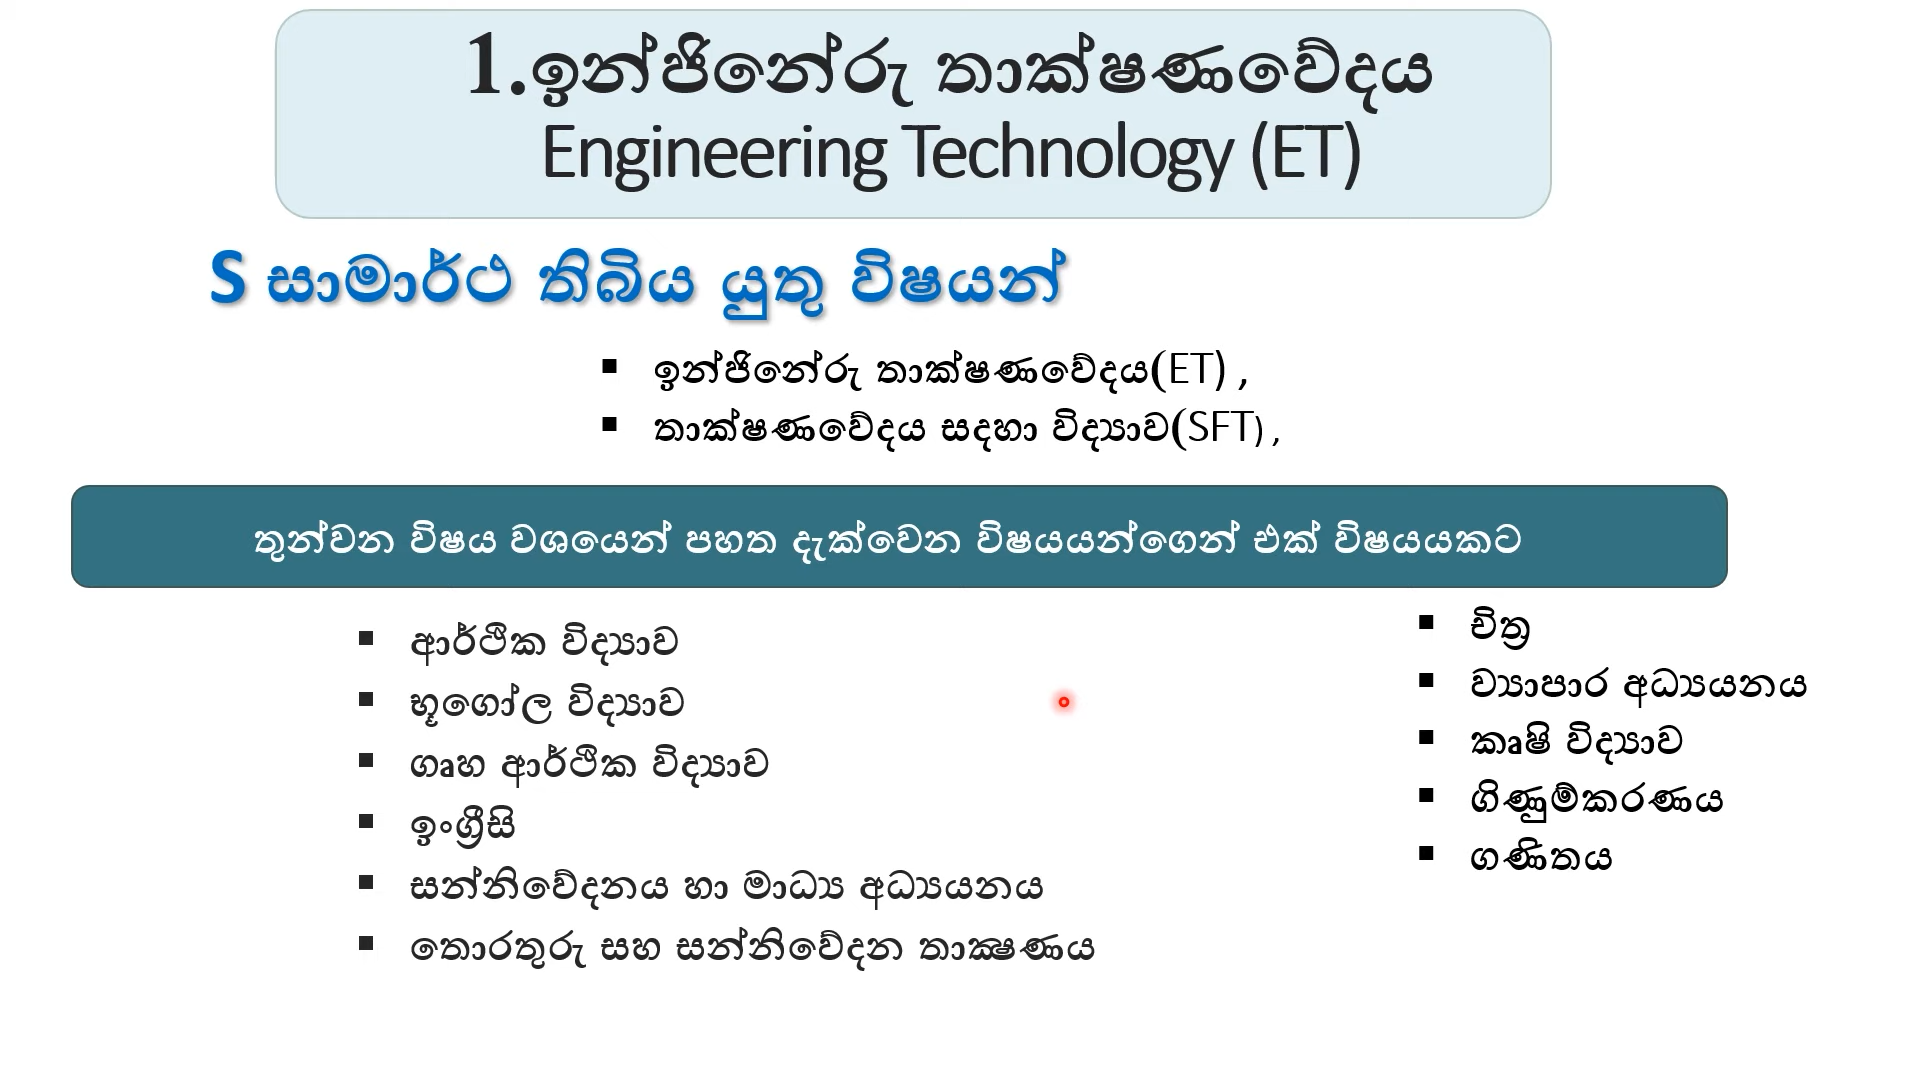 1.ඉන්ජිනේරු තාක්ෂණවේදය
Engineering Technology (ET)
S සාමාර්ථ තිබිය යුතු විෂයන්
▪ ඉන්ජිනේරු තාක්ෂණවේදය(ET) ,
▪ තාක්ෂණවේදය සදහා විද්‍යාව(SFT) ,
තුන්වන විෂය වශයෙන් පහත දැක්වෙන විෂයයන්ගෙන් එක් විෂයයකට
▪ ආර්ථික විද්‍යාව
▪ භූගෝල විද්‍යාව
▪ ගෘහ ආර්ථික විද්‍යාව
▪ ඉංග්‍රීසි
▪ සන්නිවේදනය හා මාධ්‍ය අධ්‍යයනය
▪ තොරතුරු සහ සන්නිවේදන තාක්‍ෂණය
▪ චිත්‍ර
▪ ව්‍යාපාර අධ්‍යයනය
▪ කෘෂි විද්‍යාව
▪ ගිණුම්කරණය
▪ ගණිතය